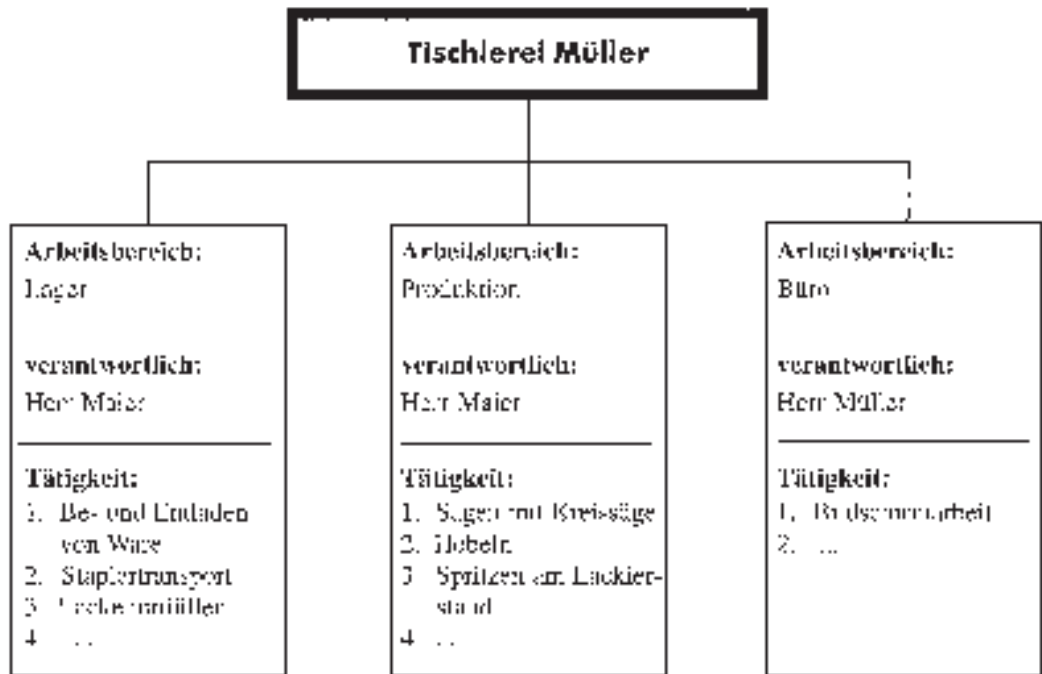 Tischlerei Müller
Arbeitsbereich:
Lager
verantwortlich:
Herr Maier
Tätigkeit:
1. Be- und Entladen
von Ware
2. Staplertransport
3.
4. ...
Arbeitsbereich:
Produktion
verantwortlich:
Herr Maier
Tätigkeit:
1. Sägen mit Kreissäge
2. Hobeln
3. Spritzen am Lackier-
stand
4. ...
Arbeitsbereich:
Büro
verantwortlich:
Herr Müller
Tätigkeit:
1. Bildschirmarbeit
2. ...